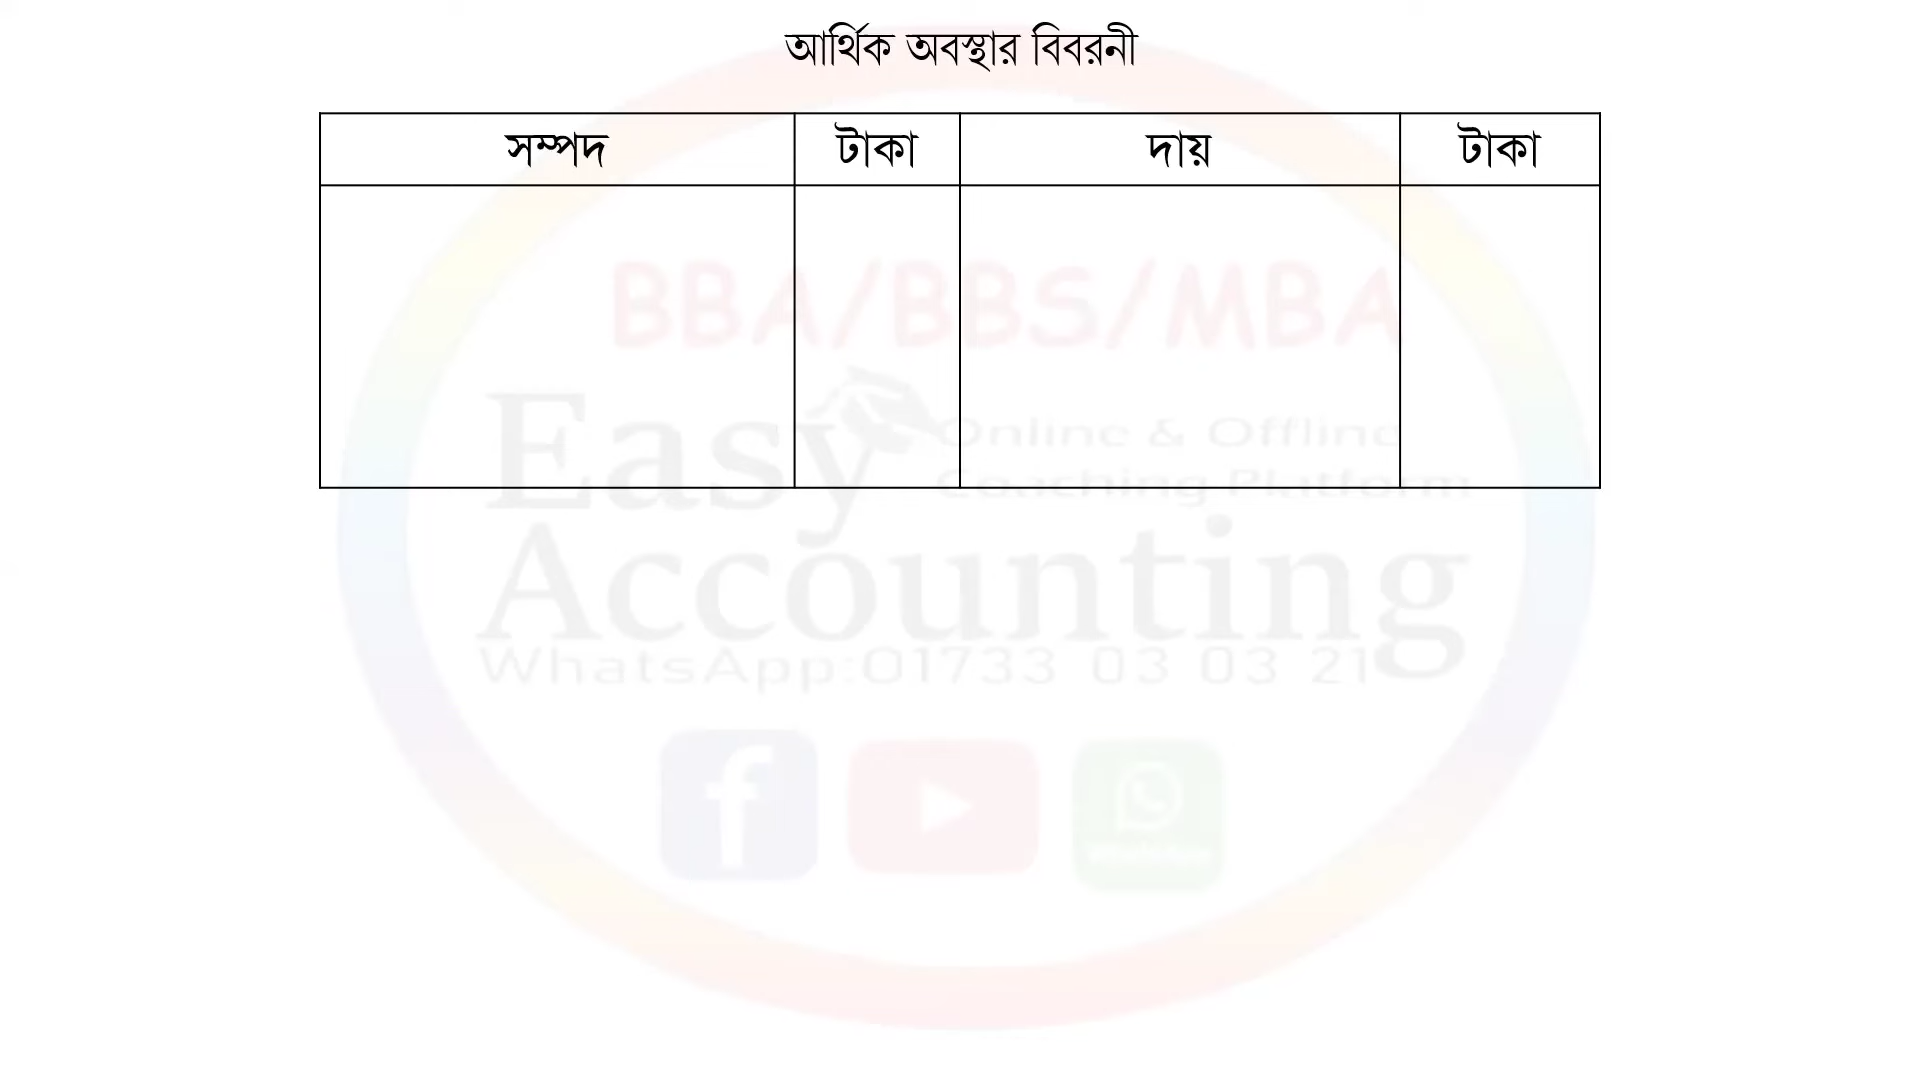 আর্থিক অবস্থার বিবরনী
সম্পদ টাকা দায় টাকা
BBA/BBS/MBA
Easy Online & Offline
Coaching Platform
Accounting
WhatsApp:01733 03 03 21
f